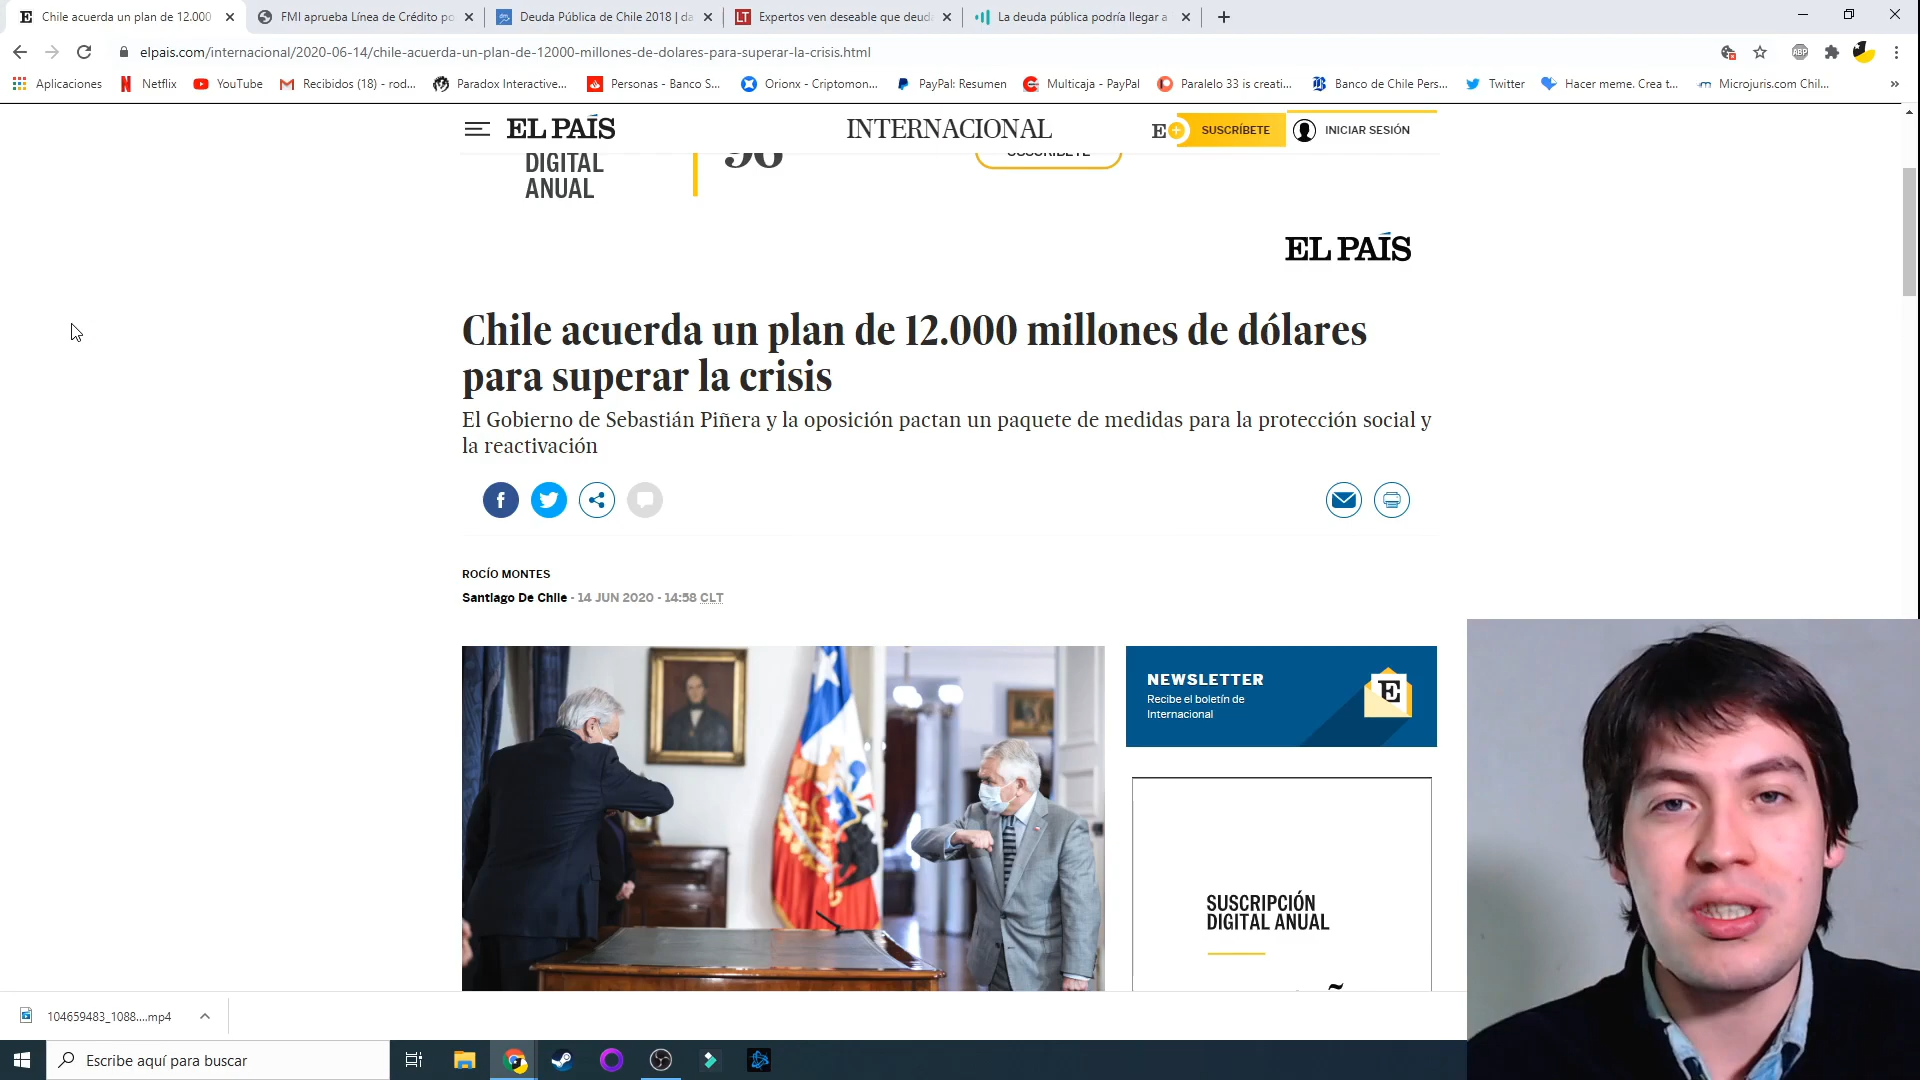 Chile acuerda un plan de 12.000
FMI aprueba Línea de Crédito po
Deuda Pública de Chile 2018 | da
Expertos ven deseable que deud
La deuda pública podría llegar a
elpais.com/internacional/2020-06-14/chile-acuerda-un-plan-de-12000-millones-de-dolares-para-superar-la-crisis.html
ABP
Aplicaciones
Netflix
YouTube
Recibidos (18) - rod...
Paradox Interactive...
Personas - Banco S...
Orionx - Criptomon...
PayPal: Resumen
Multicaja - PayPal
Paralelo 33 is creati...
Banco de Chile Pers...
Twitter
Hacer meme. Crea t...
Microjuris.com Chil...
»
EL PAÍS
INTERNACIONAL
E+
SUSCRÍBETE
INICIAR SESIÓN
DIGITAL
ANUAL
96
SUSCRÍBETE
EL PAÍS
Chile acuerda un plan de 12.000 millones de dólares
para superar la crisis
El Gobierno de Sebastián Piñera y la oposición pactan un paquete de medidas para la protección social y
la reactivación
ROCÍO MONTES
Santiago De Chile - 14 JUN 2020 - 14:58 CLT
NEWSLETTER
Recibe el boletín de
Internacional
E
SUSCRIPCIÓN
DIGITAL ANUAL
104659483_1088....mp4
Escribe aquí para buscar